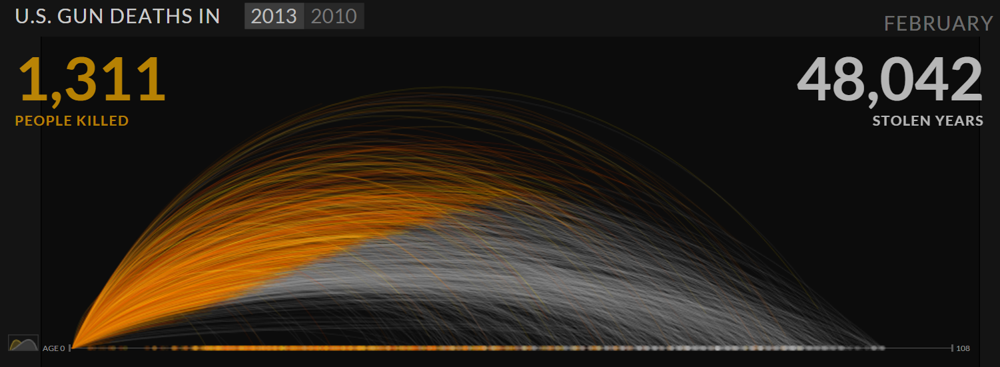 U.S. GUN DEATHS IN 2013 2010
FEBRUARY
1,311
PEOPLE KILLED
48,042
STOLEN YEARS
AGE 0
108